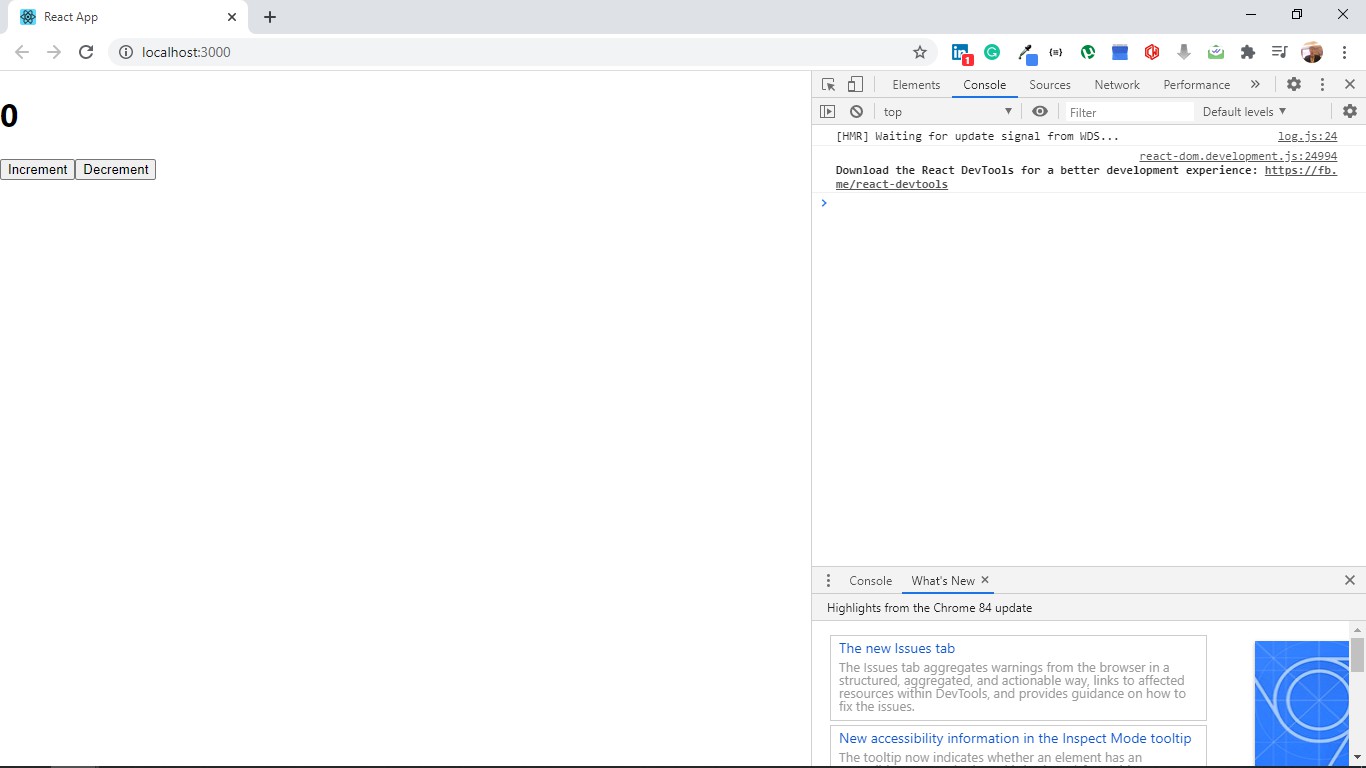 React App
localhost:3000
1
0
Increment Decrement
Elements Console Sources Network Performance
top Filter Default levels
[HMR] Waiting for update signal from WDS... log.js:24
react-dom.development.js:24994
Download the React DevTools for a better development experience: https://fb.
me/react-devtools
Console What's New
Highlights from the Chrome 84 update
The new Issues tab
The Issues tab aggregates warnings from the browser in a
structured, aggregated, and actionable way, links to affected
resources within DevTools, and provides guidance on how to
fix the issues.
New accessibility information in the Inspect Mode tooltip
The tooltip now indicates whether an element has an